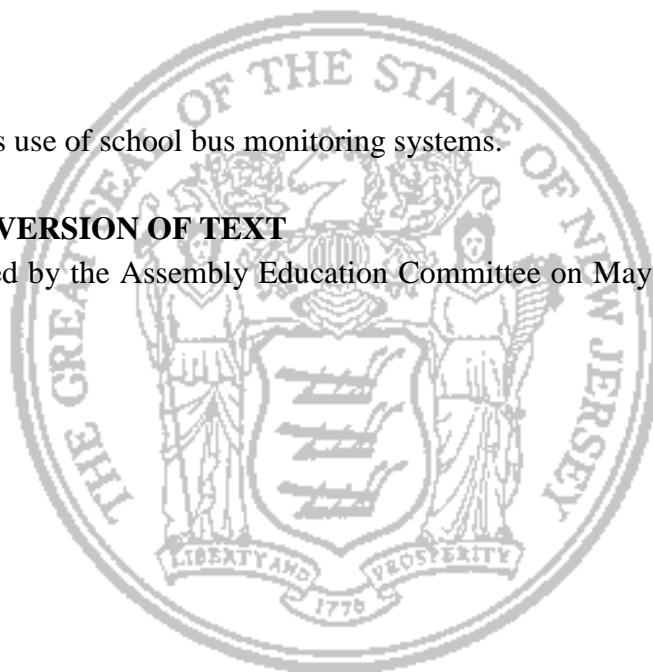 s use of school bus monitoring systems.
VERSION OF TEXT
ed by the Assembly Education Committee on May
THE GREAT SEAL OF THE STATE OF NEW JERSEY
LIBERTY AND PROSPERITY
1776